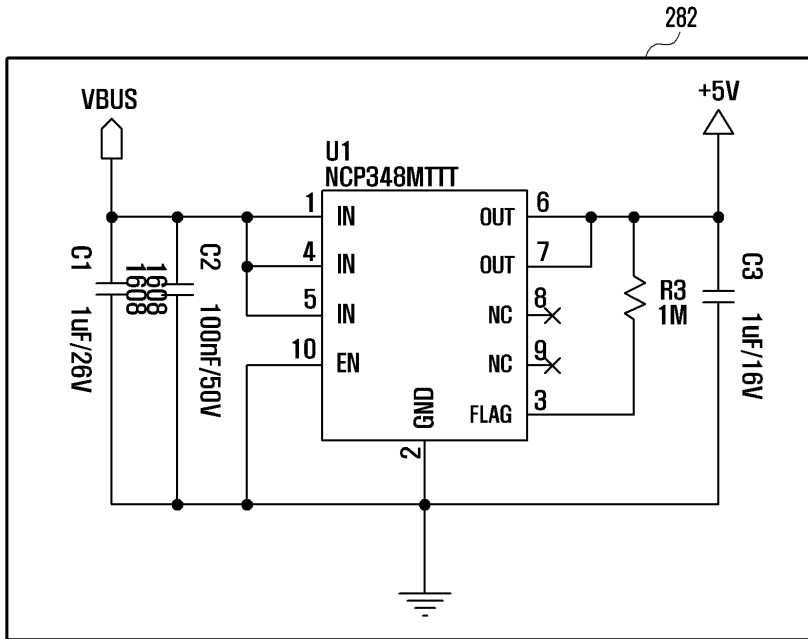 282
VBUS
+5V
U1
NCP348MTTT
1
IN
OUT
6
4
IN
OUT
7
5
IN
NC
8
10
EN
NC
9
GND
FLAG
3
2
C1
1uF/26V
1608
1608
C2
100nF/50V
R3
1M
C3
1uF/16V